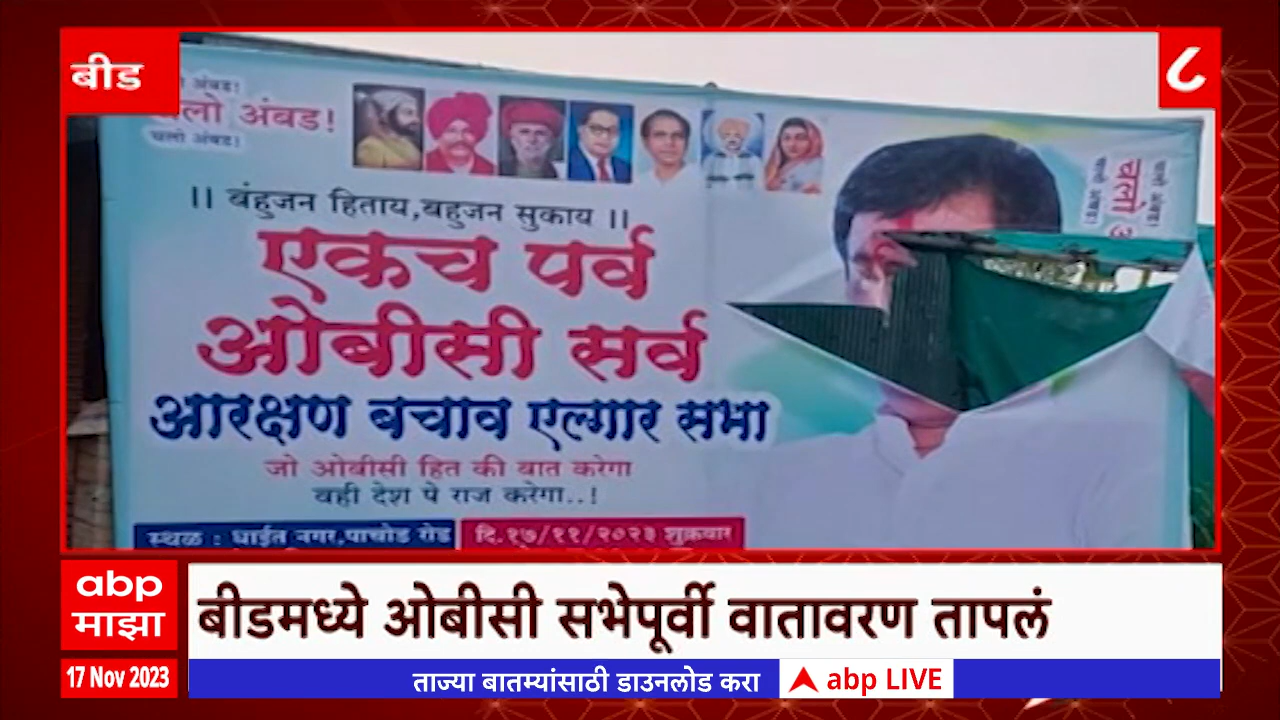 बीड
८
चलो अंबड!
चलो अंबड!
|| बंहुजन हिताय,बहुजन सुकाय ||
एकच पर्व
ओबीसी सर्व
आरक्षण बचाव एल्गार सभा
जो ओबीसी हित की बात करेगा
वही देश पे राज करेगा..!
स्थळ : धाईत नगर,पाचोड रोड
दि.१७/११/२०२३ शुक्रवार
चलो
abp
माझा
बीडमध्ये ओबीसी सभेपूर्वी वातावरण तापलं
17 Nov 2023
ताज्या बातम्यांसाठी डाउनलोड करा
abp LIVE